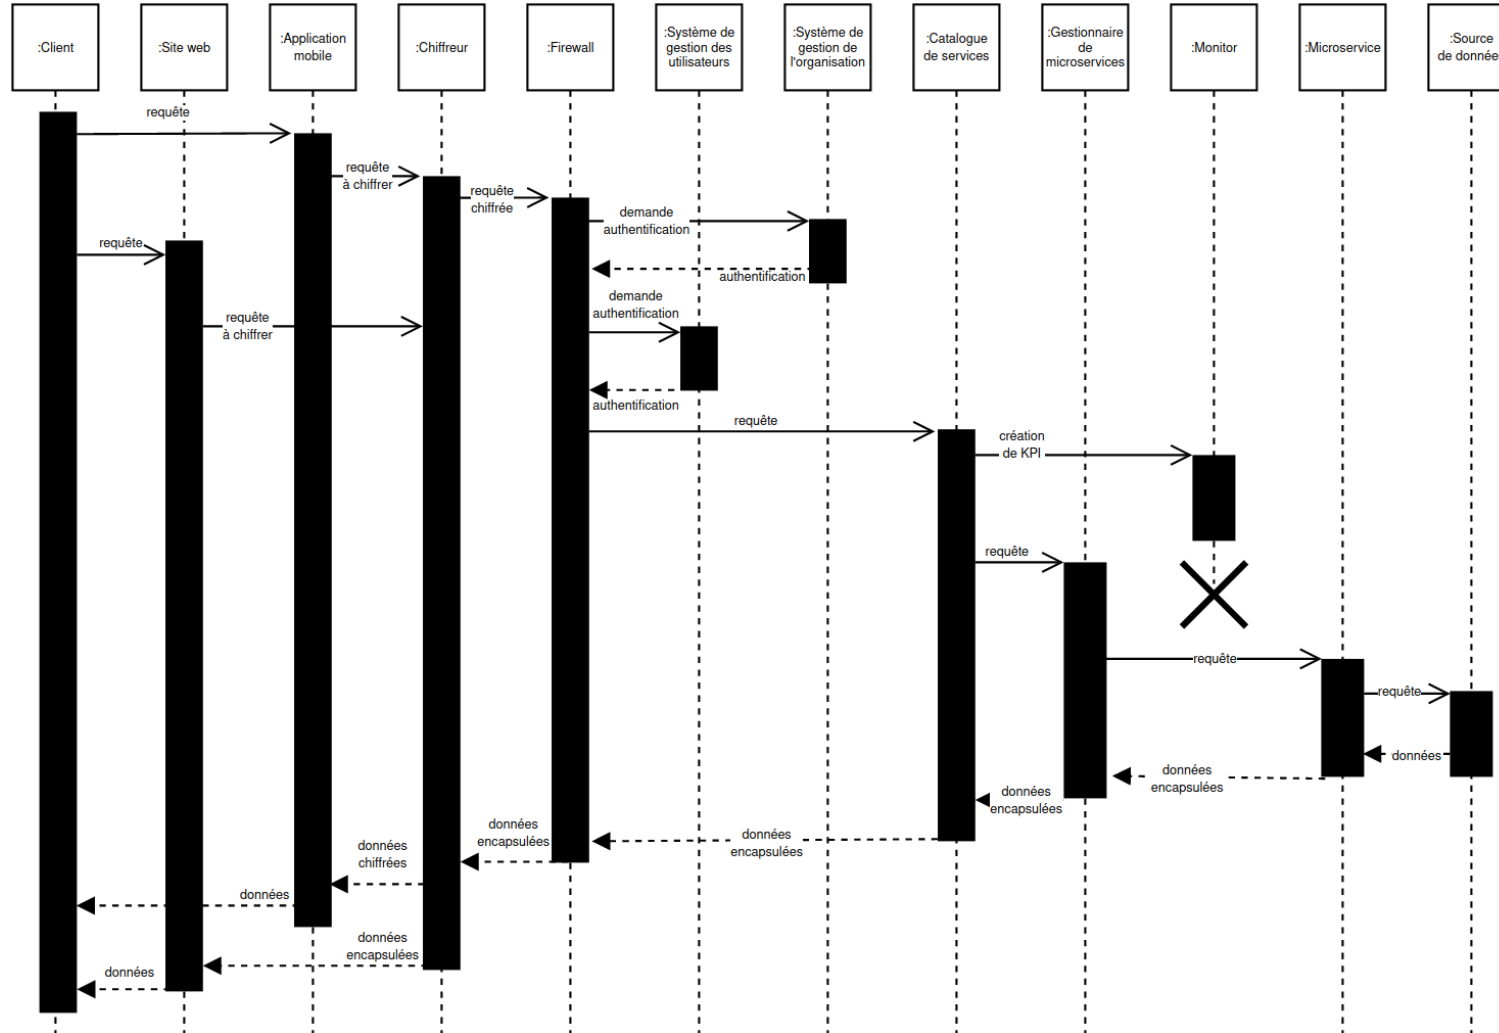 :Client
:Site web
:Application
mobile
:Chiffreur
:Firewall
:Système de
gestion des
utilisateurs
:Système de
gestion de
l'organisation
:Catalogue
de services
:Gestionnaire
de
microservices
:Monitor
:Microservice
:Source
de donnée
requête
requête
à chiffrer
requête
chiffrée
demande
authentification
requête
authentification
demande
authentification
requête
à chiffrer
authentification
requête
création
de KPI
requête
requête
requête
données
données
encapsulées
données
encapsulées
données
encapsulées
données
encapsulées
données
chiffrées
données
données
encapsulées
données